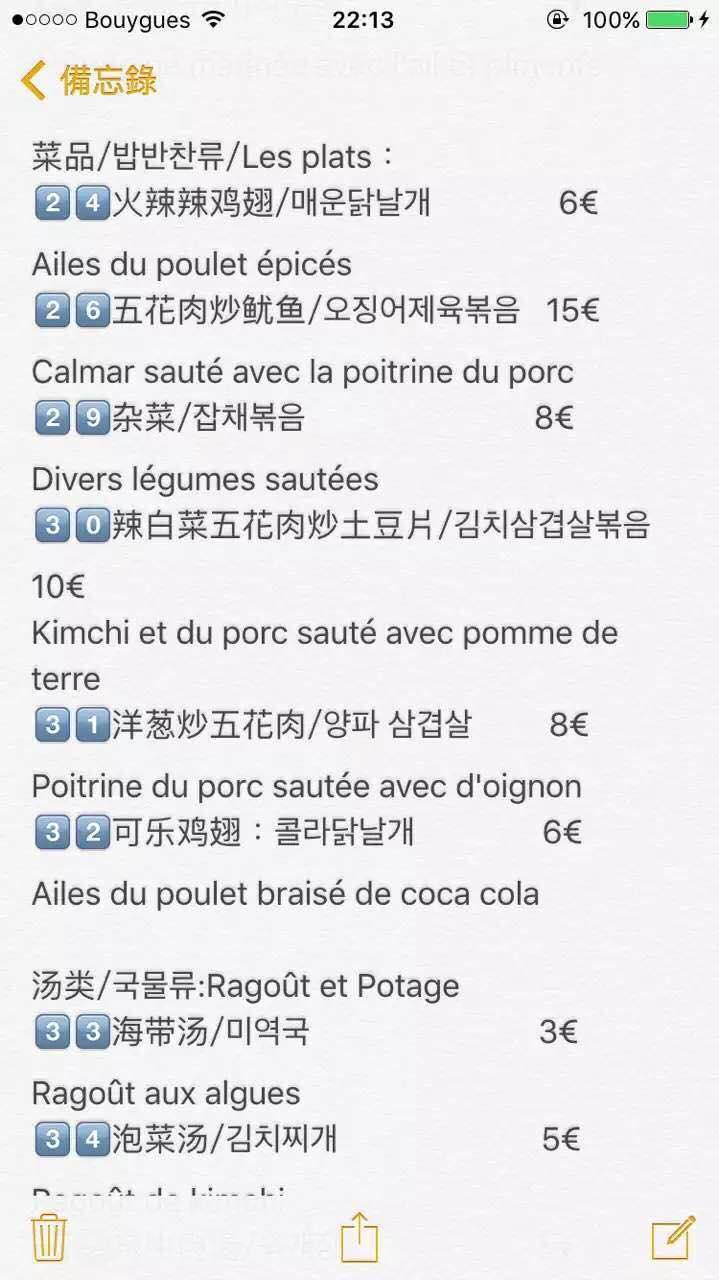 Bouygues 22:13 100%
備忘錄
菜品/밥반찬류/Les plats：
2️⃣4️⃣火辣辣鸡翅/매운닭날개 6€
Ailes du poulet épicés
2️⃣6️⃣五花肉炒鱿鱼/오징어제육볶음 15€
Calmar sauté avec la poitrine du porc
2️⃣9️⃣杂菜/잡채볶음 8€
Divers légumes sautées
3️⃣0️⃣辣白菜五花肉炒土豆片/김치삼겹살볶음
10€
Kimchi et du porc sauté avec pomme de
terre
3️⃣1️⃣洋葱炒五花肉/양파 삼겹살 8€
Poitrine du porc sautée avec d'oignon
3️⃣2️⃣可乐鸡翅：콜라닭날개 6€
Ailes du poulet braisé de coca cola
汤类/국물류:Ragoût et Potage
3️⃣3️⃣海带汤/미역국 3€
Ragoût aux algues
3️⃣4️⃣泡菜汤/김치찌개 5€
Ragoût de kimchi